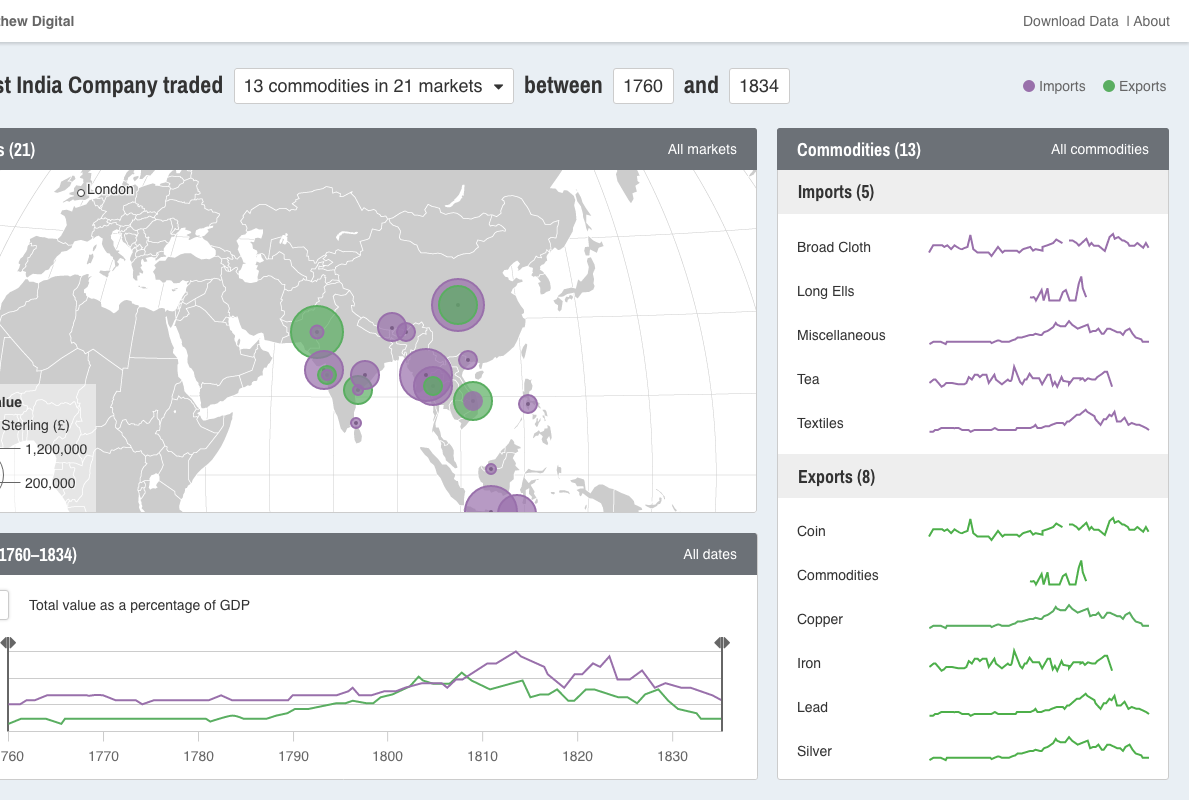 hew Digital
Download Data | About
st India Company traded 13 commodities in 21 markets between 1760 and 1834
Imports Exports
s (21) All markets
London
alue
Sterling (£)
1,200,000
200,000
1760–1834) All dates
Total value as a percentage of GDP
760 1770 1780 1790 1800 1810 1820 1830
Commodities (13) All commodities
Imports (5)
Broad Cloth
Long Ells
Miscellaneous
Tea
Textiles
Exports (8)
Coin
Commodities
Copper
Iron
Lead
Silver